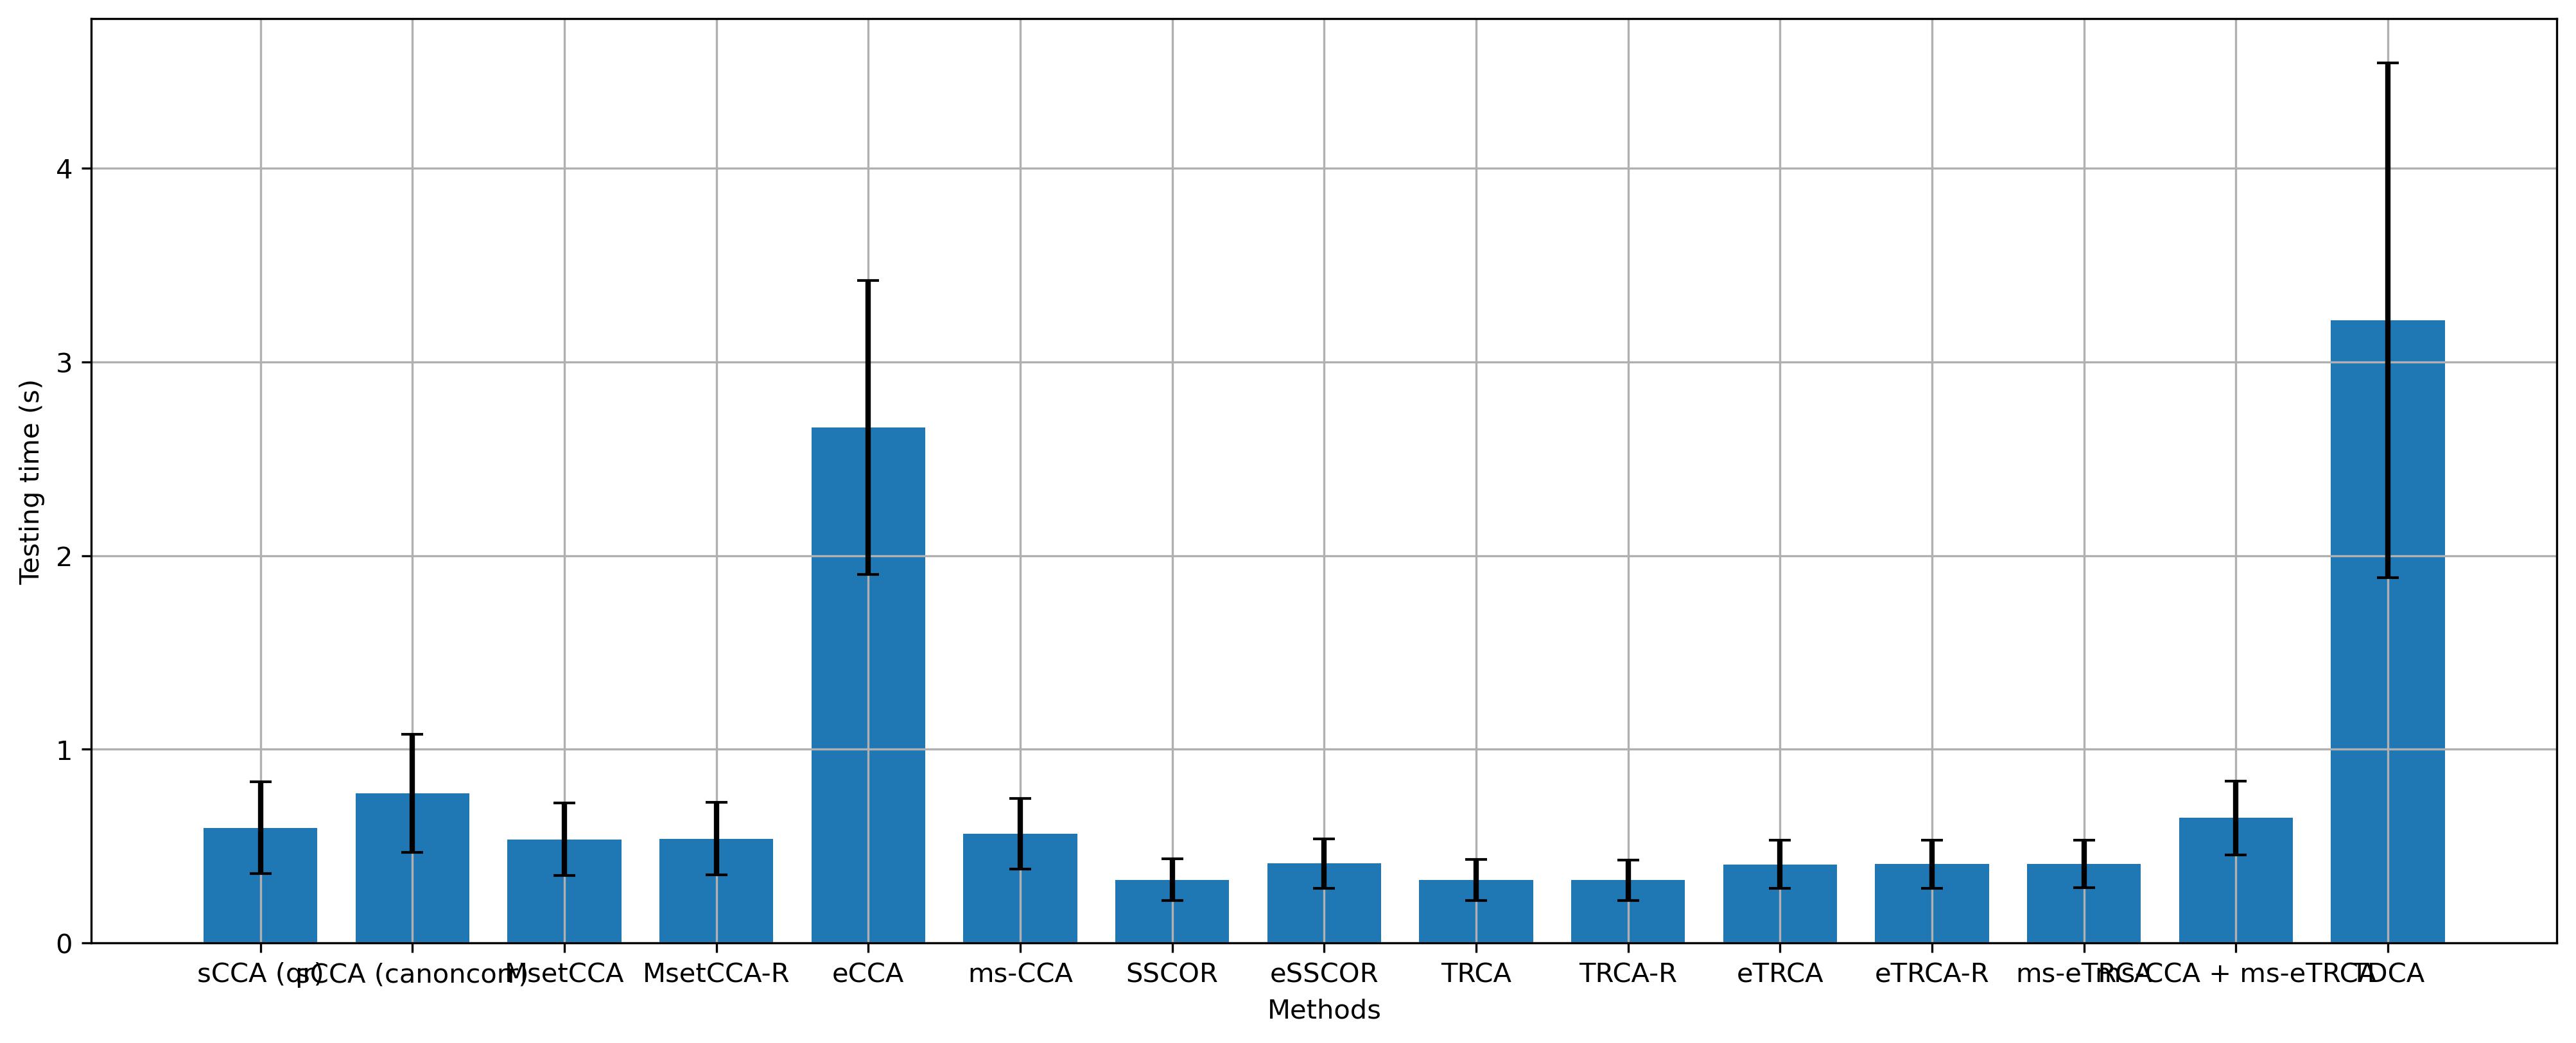 Testing time (s)
4
3
2
1
0
sCCA (qr)
sCCA (canoncorr)
MsetCCA
MsetCCA-R
eCCA
ms-CCA
SSCOR
eSSCOR
TRCA
TRCA-R
eTRCA
eTRCA-R
ms-eTRCA
ms-CCA + ms-eTRCA
TDCA
Methods